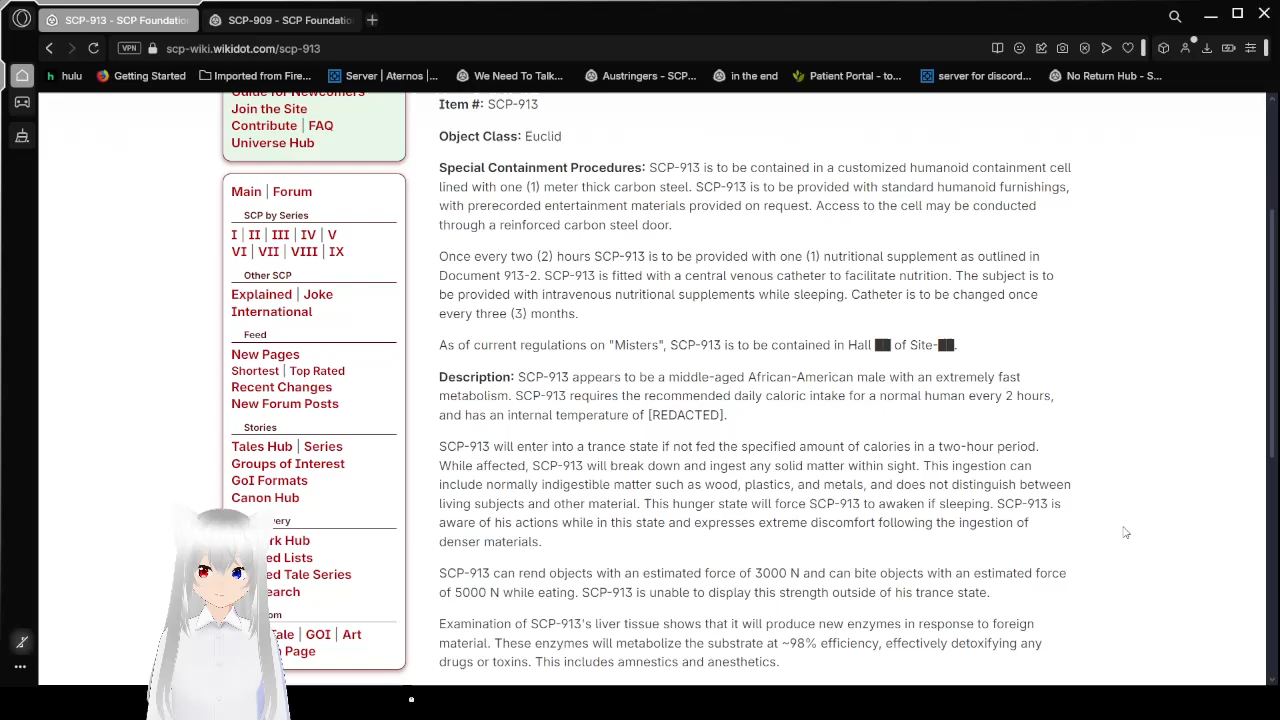 SCP-913 - SCP Foundatio
SCP-909 - SCP Foundatio
VPN scp-wiki.wikidot.com/scp-913
hulu Getting Started Imported from Fire... Server | Aternos |... We Need To Talk... Austringers - SCP... in the end Patient Portal - to... server for discord... No Return Hub - S...
Guide for Newcomers
Join the Site
Contribute | FAQ
Universe Hub
Main | Forum
SCP by Series
I | II | III | IV | V
VI | VII | VIII | IX
Other SCP
Explained | Joke
International
Feed
New Pages
Shortest | Top Rated
Recent Changes
New Forum Posts
Stories
Tales Hub | Series
Groups of Interest
GoI Formats
Canon Hub
very
rk Hub
ed Lists
ed Tale Series
earch
om
ale | GOI | Art
n Page
Item #: SCP-913
Object Class: Euclid
Special Containment Procedures: SCP-913 is to be contained in a customized humanoid containment cell
lined with one (1) meter thick carbon steel. SCP-913 is to be provided with standard humanoid furnishings,
with prerecorded entertainment materials provided on request. Access to the cell may be conducted
through a reinforced carbon steel door.
Once every two (2) hours SCP-913 is to be provided with one (1) nutritional supplement as outlined in
Document 913-2. SCP-913 is fitted with a central venous catheter to facilitate nutrition. The subject is to
be provided with intravenous nutritional supplements while sleeping. Catheter is to be changed once
every three (3) months.
As of current regulations on "Misters", SCP-913 is to be contained in Hall ██ of Site-██.
Description: SCP-913 appears to be a middle-aged African-American male with an extremely fast
metabolism. SCP-913 requires the recommended daily caloric intake for a normal human every 2 hours,
and has an internal temperature of [REDACTED].
SCP-913 will enter into a trance state if not fed the specified amount of calories in a two-hour period.
While affected, SCP-913 will break down and ingest any solid matter within sight. This ingestion can
include normally indigestible matter such as wood, plastics, and metals, and does not distinguish between
living subjects and other material. This hunger state will force SCP-913 to awaken if sleeping. SCP-913 is
aware of his actions while in this state and expresses extreme discomfort following the ingestion of
denser materials.
SCP-913 can rend objects with an estimated force of 3000 N and can bite objects with an estimated force
of 5000 N while eating. SCP-913 is unable to display this strength outside of his trance state.
Examination of SCP-913's liver tissue shows that it will produce new enzymes in response to foreign
material. These enzymes will metabolize the substrate at ~98% efficiency, effectively detoxifying any
drugs or toxins. This includes amnestics and anesthetics.